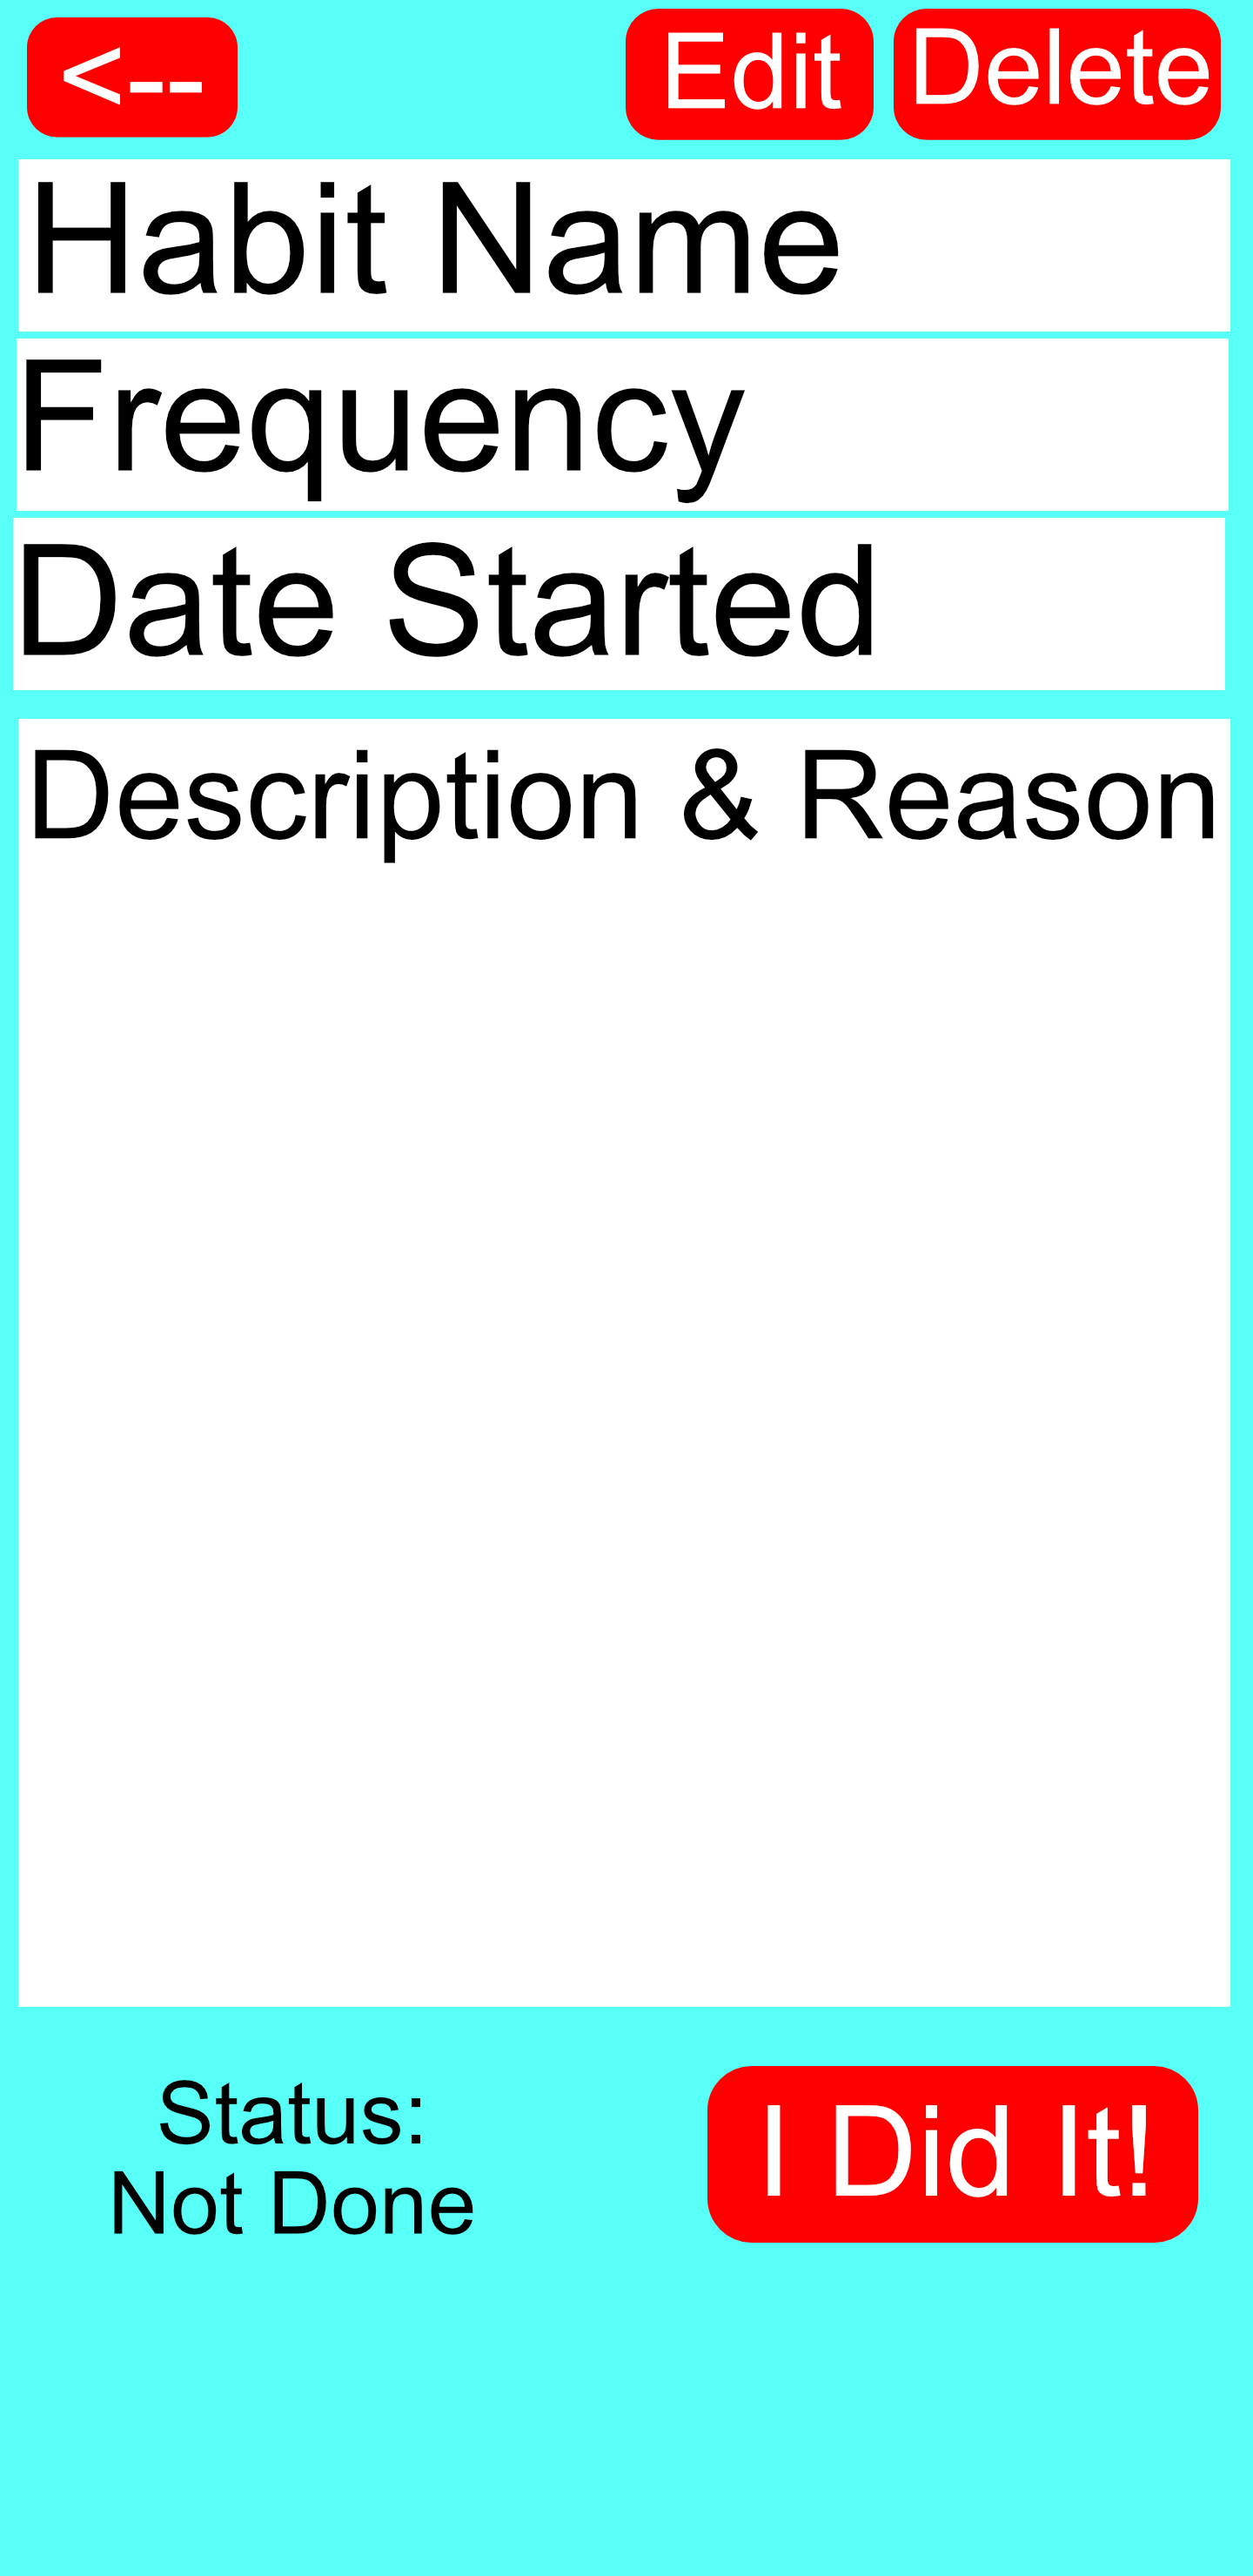 <-- Edit Delete
Habit Name
Frequency
Date Started
Description & Reason
Status:
Not Done
I Did It!